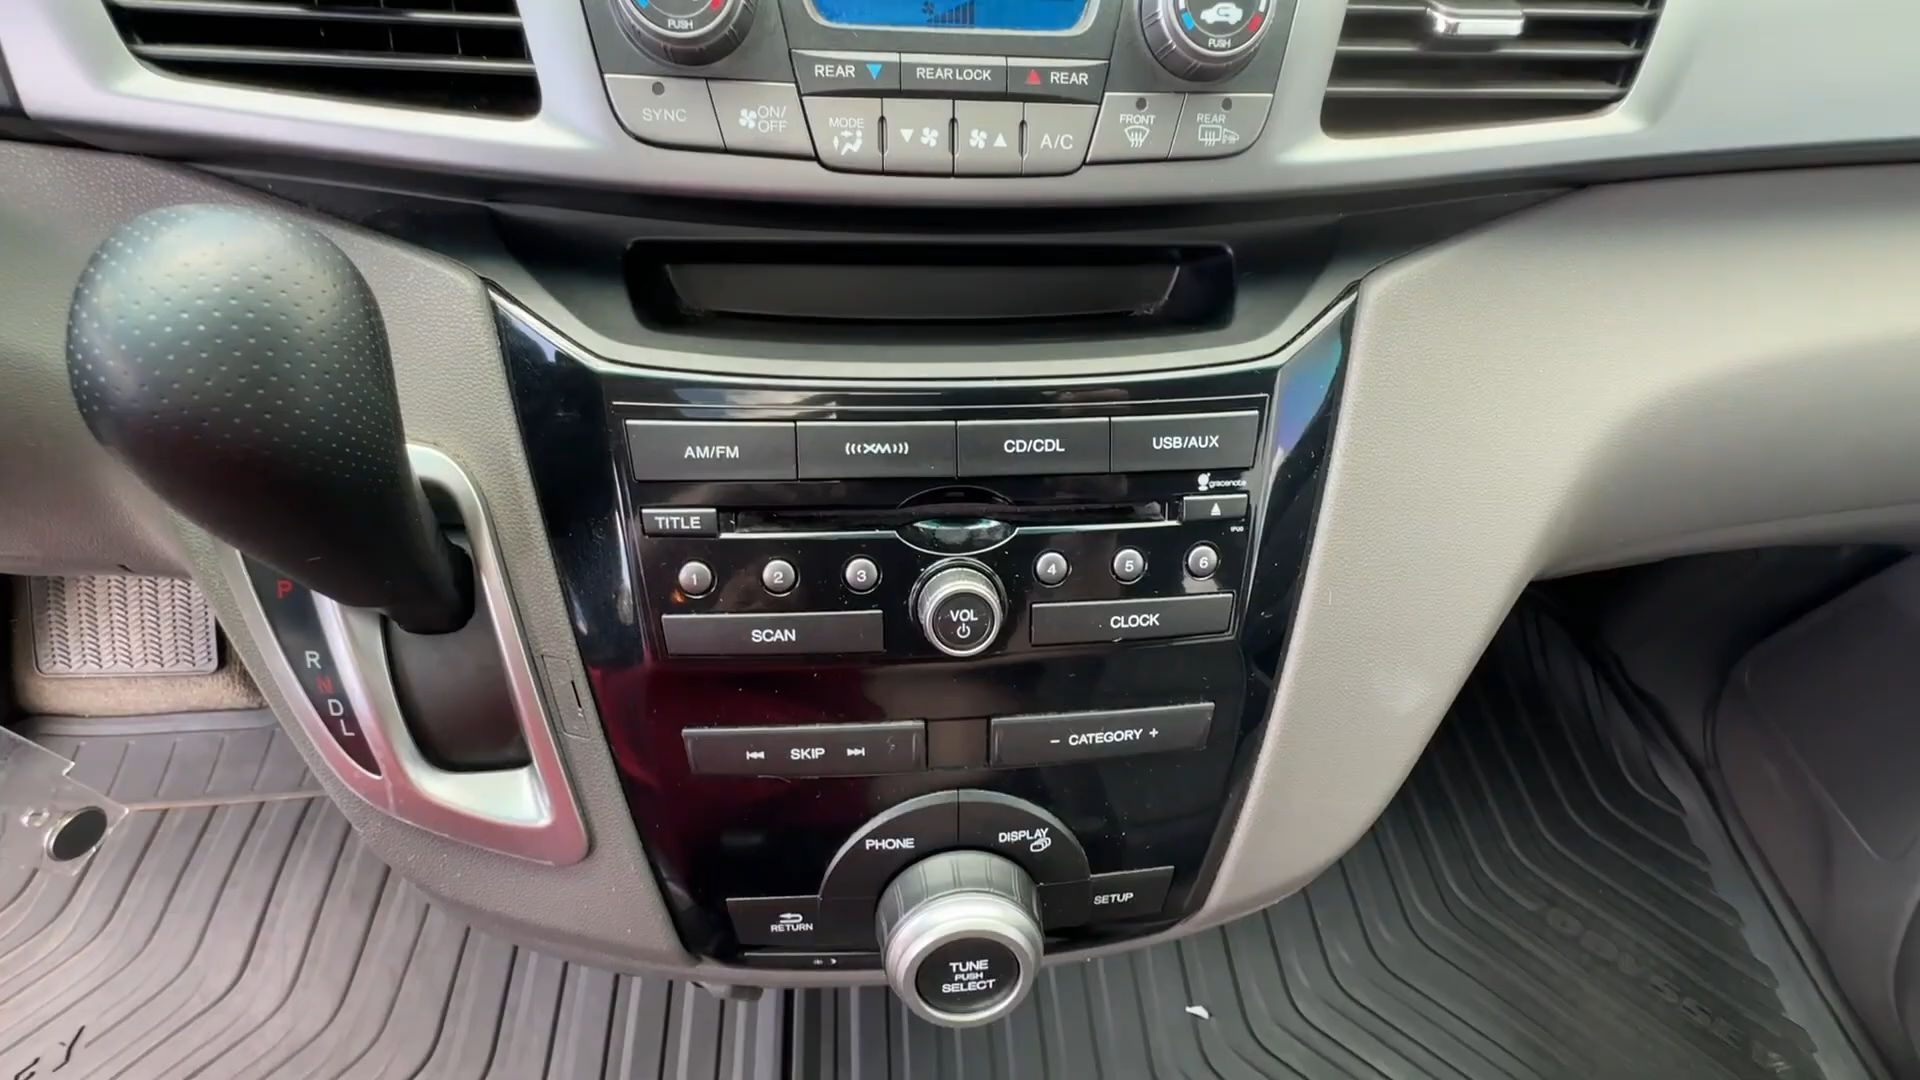 PUSH
PUSH
REAR ▼
REAR LOCK
▲ REAR
SYNC
ON/
OFF
MODE
▼
▲
A/C
FRONT
REAR
AM/FM
(((XM)))
CD/CDL
USB/AUX
gracenote
TITLE
1
2
3
4
5
6
VOL
SCAN
CLOCK
P
R
N
D
L
SKIP
- CATEGORY +
PHONE
DISPLAY
RETURN
SETUP
TUNE
PUSH
SELECT
ODYSSEY